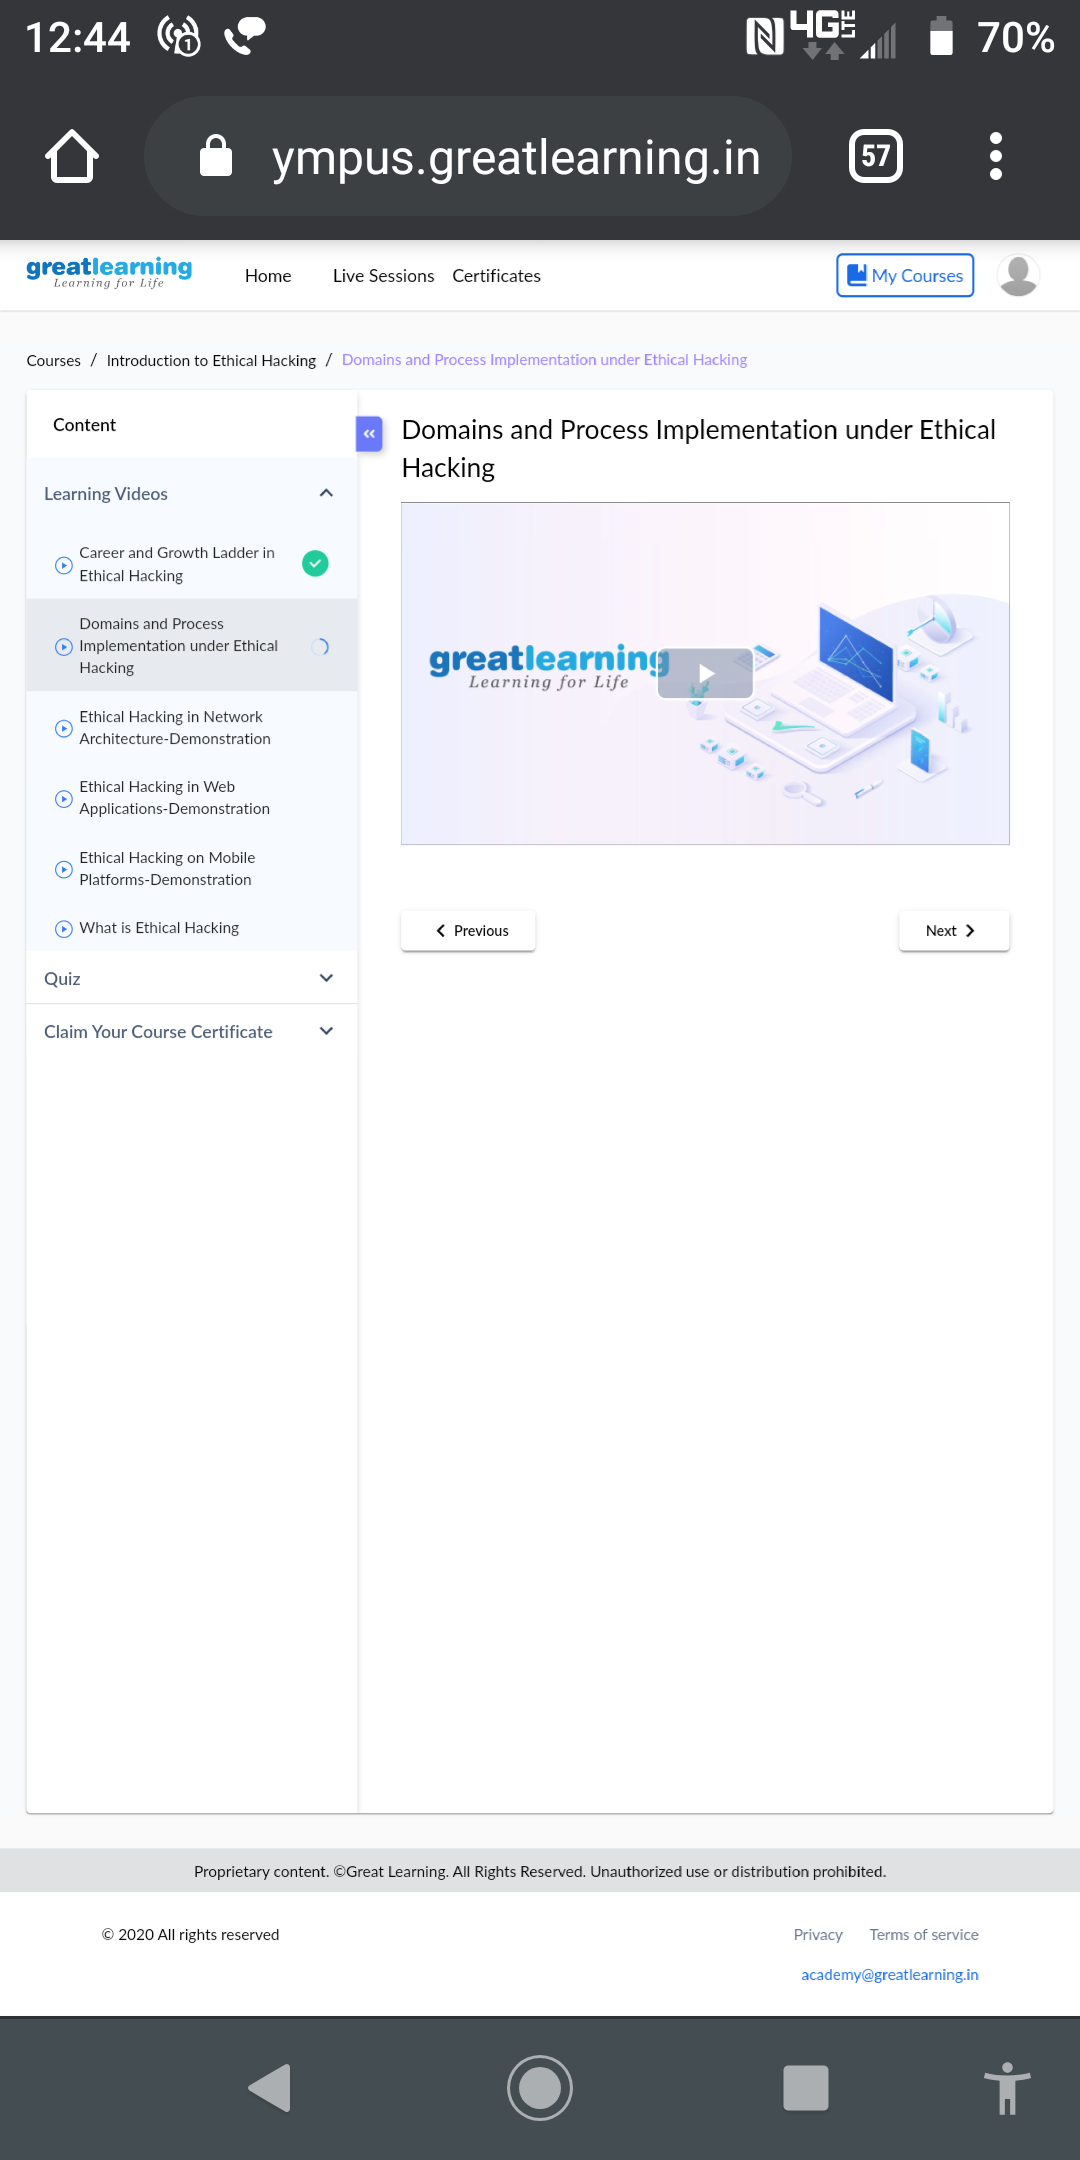 12:44
1
4G LTE
70%
ympus.greatlearning.in
57
greatlearning
Learning for Life
Home
Live Sessions
Certificates
My Courses
Courses / Introduction to Ethical Hacking / Domains and Process Implementation under Ethical Hacking
Content
Learning Videos
Career and Growth Ladder in
Ethical Hacking
Domains and Process
Implementation under Ethical
Hacking
Ethical Hacking in Network
Architecture-Demonstration
Ethical Hacking in Web
Applications-Demonstration
Ethical Hacking on Mobile
Platforms-Demonstration
What is Ethical Hacking
Quiz
Claim Your Course Certificate
Domains and Process Implementation under Ethical
Hacking
greatlearning
Learning for Life
Previous
Next
Proprietary content. ©Great Learning. All Rights Reserved. Unauthorized use or distribution prohibited.
© 2020 All rights reserved
Privacy
Terms of service
academy@greatlearning.in